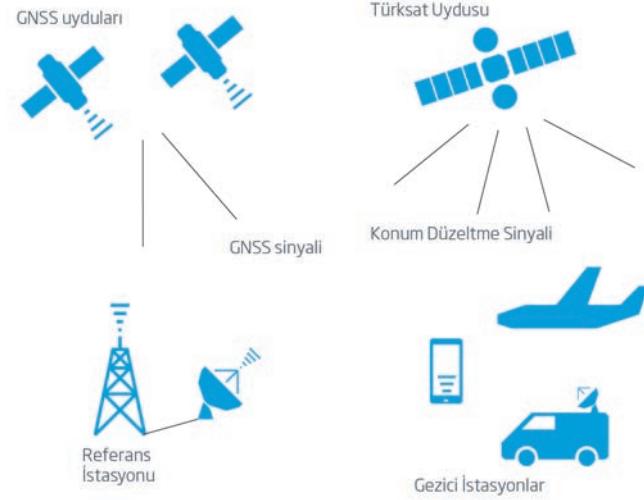 GNSS uyduları
Türksat Uydusu
GNSS sinyali
Konum Düzeltme Sinyali
Referans
İstasyonu
Gezici İstasyonlar